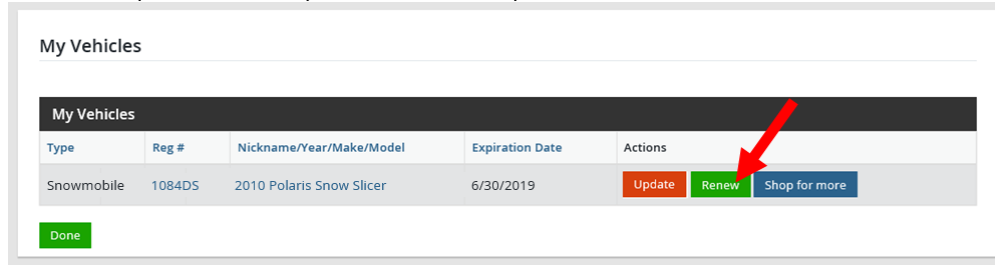 My Vehicles
My Vehicles
Type Reg # Nickname/Year/Make/Model Expiration Date Actions
Snowmobile 1084DS 2010 Polaris Snow Slicer 6/30/2019 Update Renew Shop for more
Done